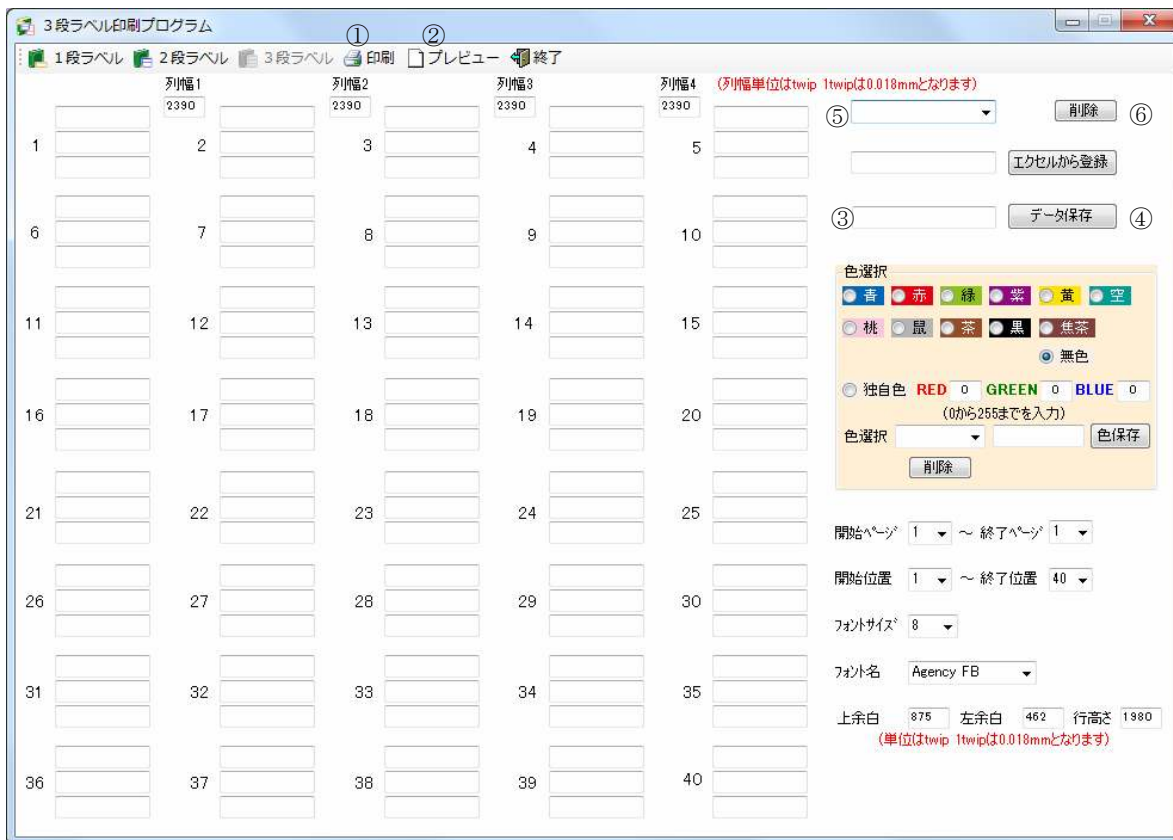 3段ラベル印刷プログラム
① ②
1段ラベル 2段ラベル 3段ラベル 印刷 プレビュー 終了
列幅1 列幅2 列幅3 列幅4 (列幅単位はtwip 1twipは0.018mmとなります)
2390 2390 2390 2390
⑤ 削除 ⑥
1 2 3 4 5
エクセルから登録
③ データ保存 ④
6 7 8 9 10
色選択
青 赤 緑 紫 黄 空
11 12 13 14 15
桃 鼠 茶 黒 焦茶
無色
独自色 RED 0 GREEN 0 BLUE 0
(0から255までを入力)
16 17 18 19 20
色選択 色保存
削除
21 22 23 24 25
開始ページ 1 ~ 終了ページ 1
開始位置 1 ~ 終了位置 40
26 27 28 29 30
フォントサイズ 8
フォント名 Agency FB
31 32 33 34 35
上余白 875 左余白 462 行高さ 1980
(単位はtwip 1twipは0.018mmとなります)
36 37 38 39 40